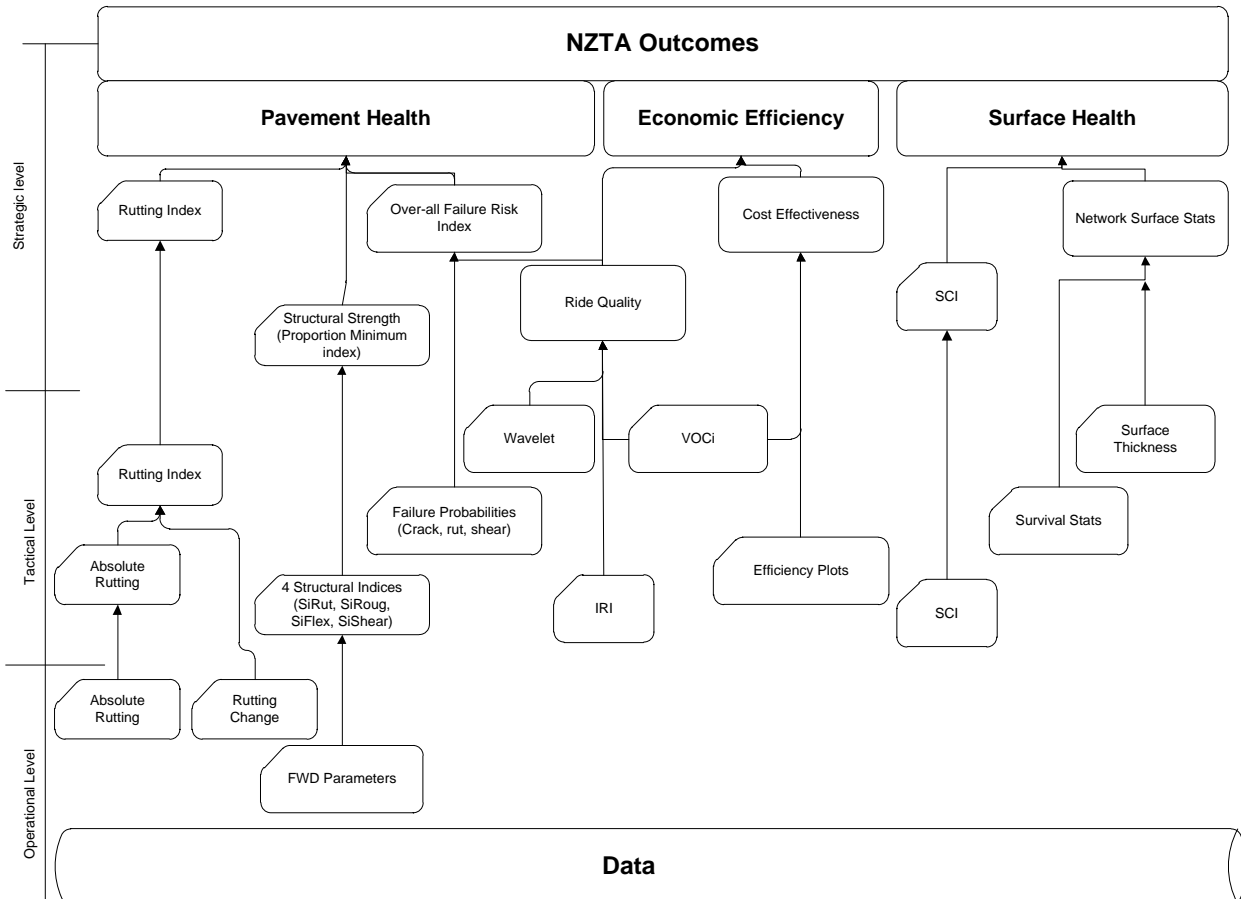 NZTA Outcomes
Pavement Health
Economic Efficiency
Surface Health
Strategic level
Rutting Index
Over-all Failure Risk
Index
Cost Effectiveness
Network Surface Stats
Ride Quality
SCI
Structural Strength
(Proportion Minimum
index)
Tactical Level
Wavelet
VOCi
Surface
Thickness
Rutting Index
Failure Probabilities
(Crack, rut, shear)
Survival Stats
Absolute
Rutting
4 Structural Indices
(SiRut, SiRoug,
SiFlex, SiShear)
IRI
Efficiency Plots
SCI
Operational Level
Absolute
Rutting
Rutting
Change
FWD Parameters
Data